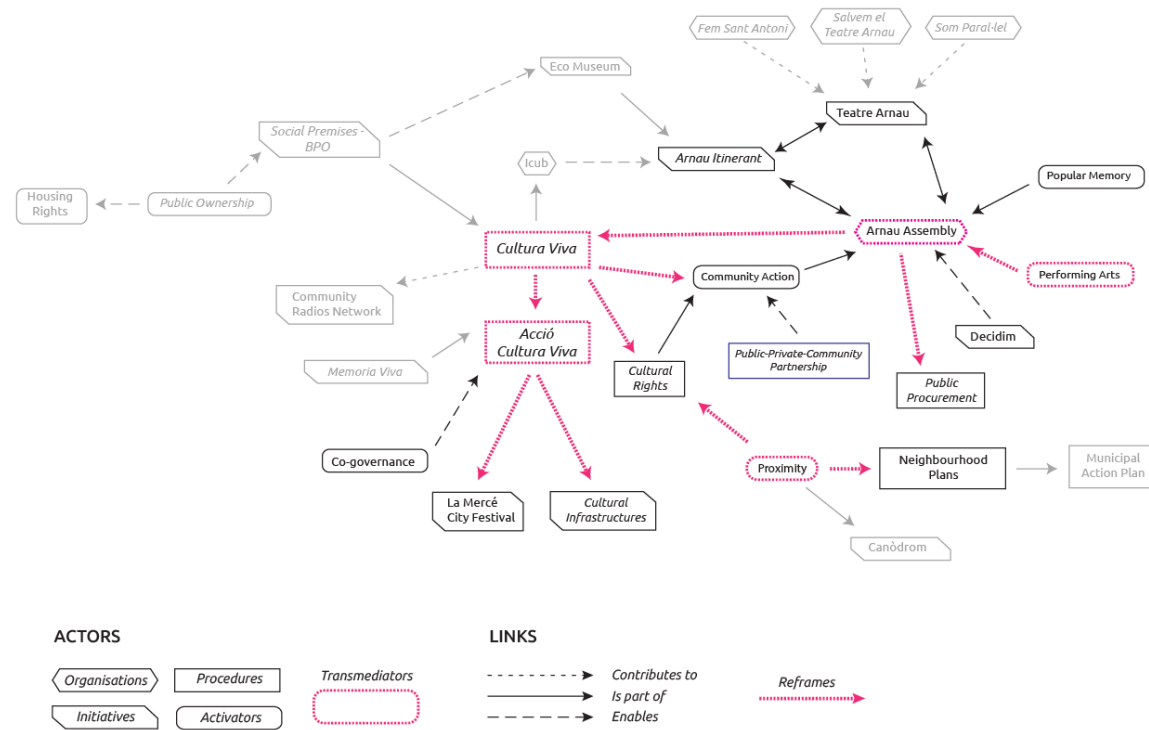 Fem Sant Antoni
Salvem el
Teatre Arnau
Som Paral·lel
Eco Museum
Teatre Arnau
Social Premises -
BPO
Icub
Arnau Itinerant
Popular Memory
Housing
Rights
Public Ownership
Arnau Assembly
Cultura Viva
Community Action
Performing Arts
Community
Radios Network
Acció
Cultura Viva
Decidim
Public-Private-Community
Partnership
Memoria Viva
Cultural
Rights
Public
Procurement
Co-governance
Proximity
Neighbourhood
Plans
Municipal
Action Plan
La Mercé
City Festival
Cultural
Infrastructures
Canòdrom
ACTORS
Organisations
Procedures
Transmediators
Initiatives
Activators
LINKS
Contributes to
Is part of
Enables
Reframes